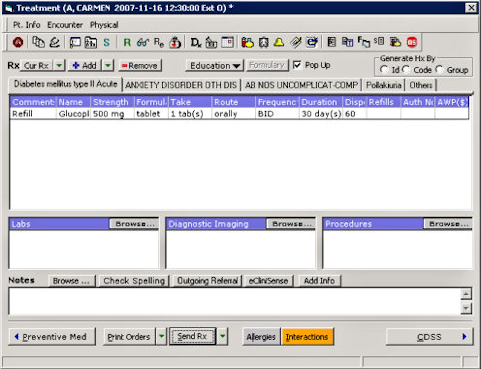 Treatment (A, CARMEN 2007-11-16 12:30:00 Ext 0) *
Pt. Info Encounter Physical
Rx Cur Rx Add Remove Education Formulary Pop Up
Generate Hx By
Id Code Group
Diabetes mellitus type II Acute ANXIETY DISORDER OTH DIS AB NOS UNCOMPLICAT-COMP Pollakiuria Others
Comment Name Strength Formul. Take Route Frequenc Duration Dispe Refills Auth No AWP($)
Refill Glucopl 500 mg tablet 1 tab(s) orally BID 30 day(s) 60
Labs Browse... Diagnostic Imaging Browse... Procedures Browse...
Notes Browse ... Check Spelling Outgoing Referral eCliniSense Add Info
Preventive Med Print Orders Send Rx Allergies Interactions CDSS